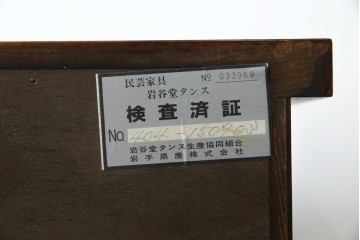 民芸家具 № 033969
岩谷堂タンス
検査済証
No.
岩谷堂タンス生産協同組合
岩手県産株式会社